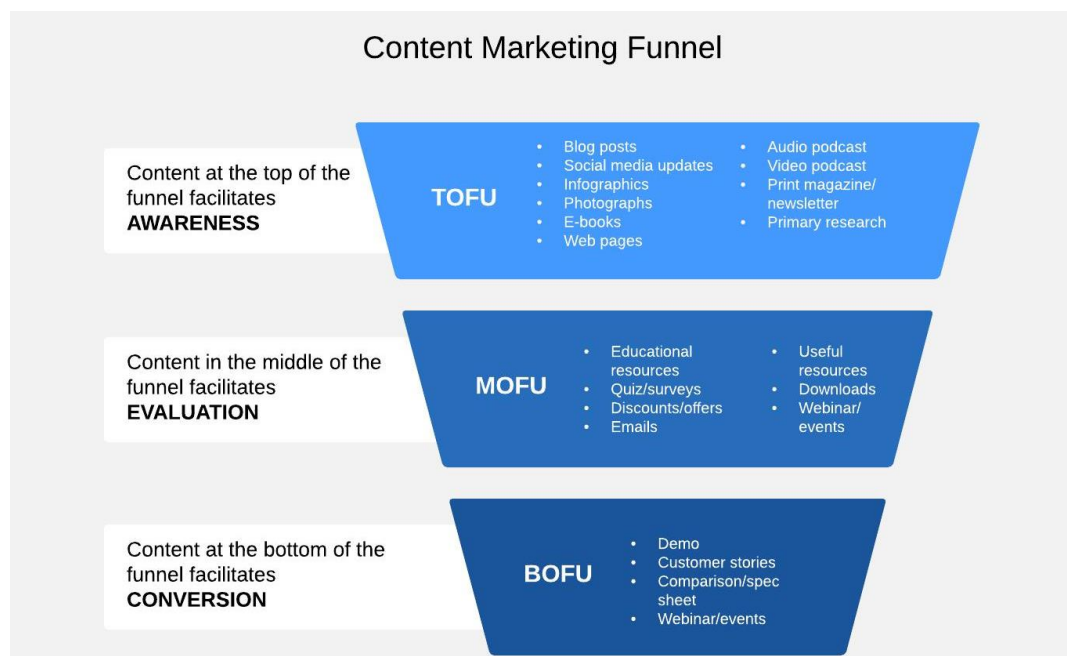 Content Marketing Funnel
Content at the top of the
funnel facilitates
AWARENESS
TOFU
• Blog posts
• Social media updates
• Infographics
• Photographs
• E-books
• Web pages
• Audio podcast
• Video podcast
• Print magazine/
newsletter
• Primary research
Content in the middle of the
funnel facilitates
EVALUATION
MOFU
• Educational
resources
• Quiz/surveys
• Discounts/offers
• Emails
• Useful
resources
• Downloads
• Webinar/
events
Content at the bottom of the
funnel facilitates
CONVERSION
BOFU
• Demo
• Customer stories
• Comparison/spec
sheet
• Webinar/events